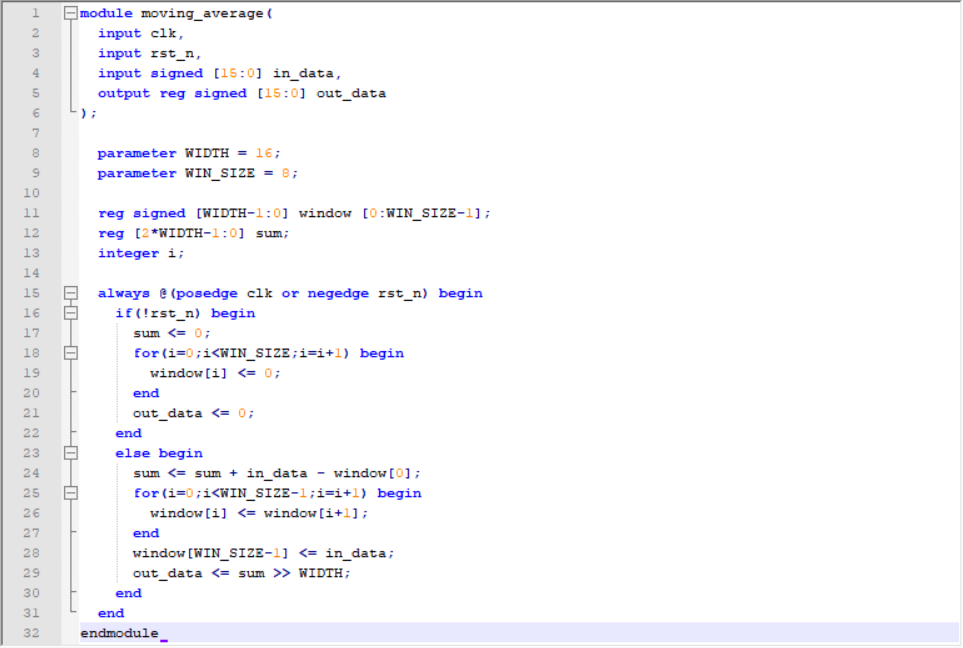 1 module moving_average(
2   input clk,
3   input rst_n,
4   input signed [15:0] in_data,
5   output reg signed [15:0] out_data
6 );
7
8   parameter WIDTH = 16;
9   parameter WIN_SIZE = 8;
10
11   reg signed [WIDTH-1:0] window [0:WIN_SIZE-1];
12   reg [2*WIDTH-1:0] sum;
13   integer i;
14
15   always @(posedge clk or negedge rst_n) begin
16     if(!rst_n) begin
17       sum <= 0;
18       for(i=0;i<WIN_SIZE;i=i+1) begin
19         window[i] <= 0;
20       end
21       out_data <= 0;
22     end
23     else begin
24       sum <= sum + in_data - window[0];
25       for(i=0;i<WIN_SIZE-1;i=i+1) begin
26         window[i] <= window[i+1];
27       end
28       window[WIN_SIZE-1] <= in_data;
29       out_data <= sum >> WIDTH;
30     end
31   end
32 endmodule